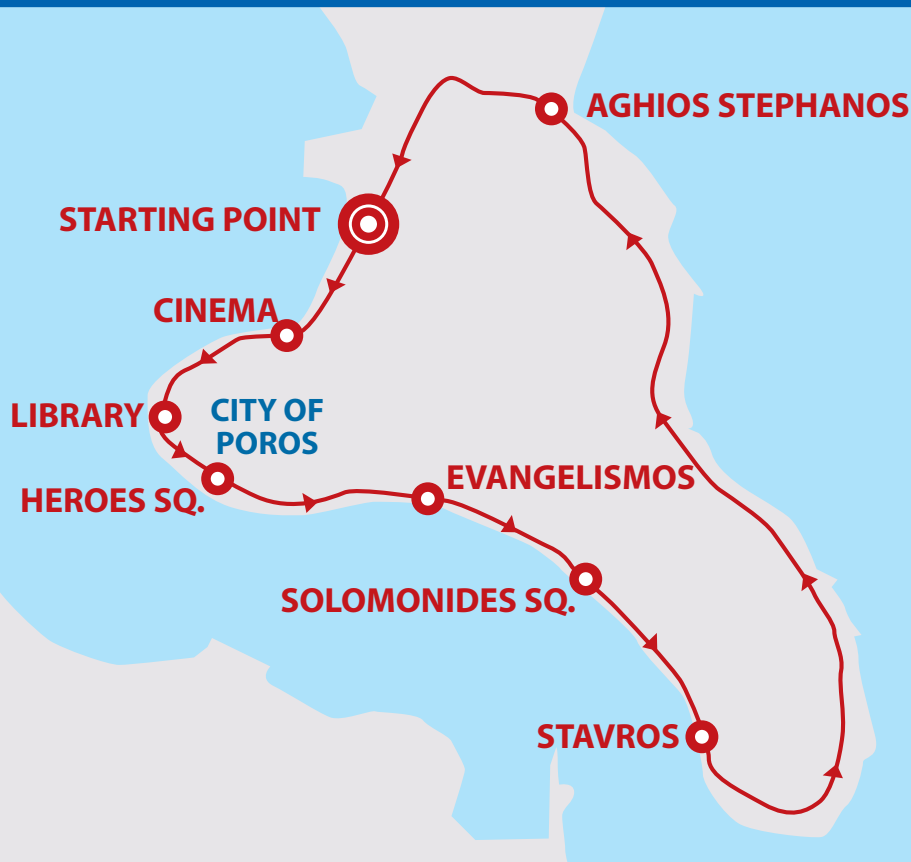 AGHIOS STEPHANOS
STARTING POINT
CINEMA
LIBRARY
CITY OF
POROS
HEROES SQ.
EVANGELISMOS
SOLOMONIDES SQ.
STAVROS